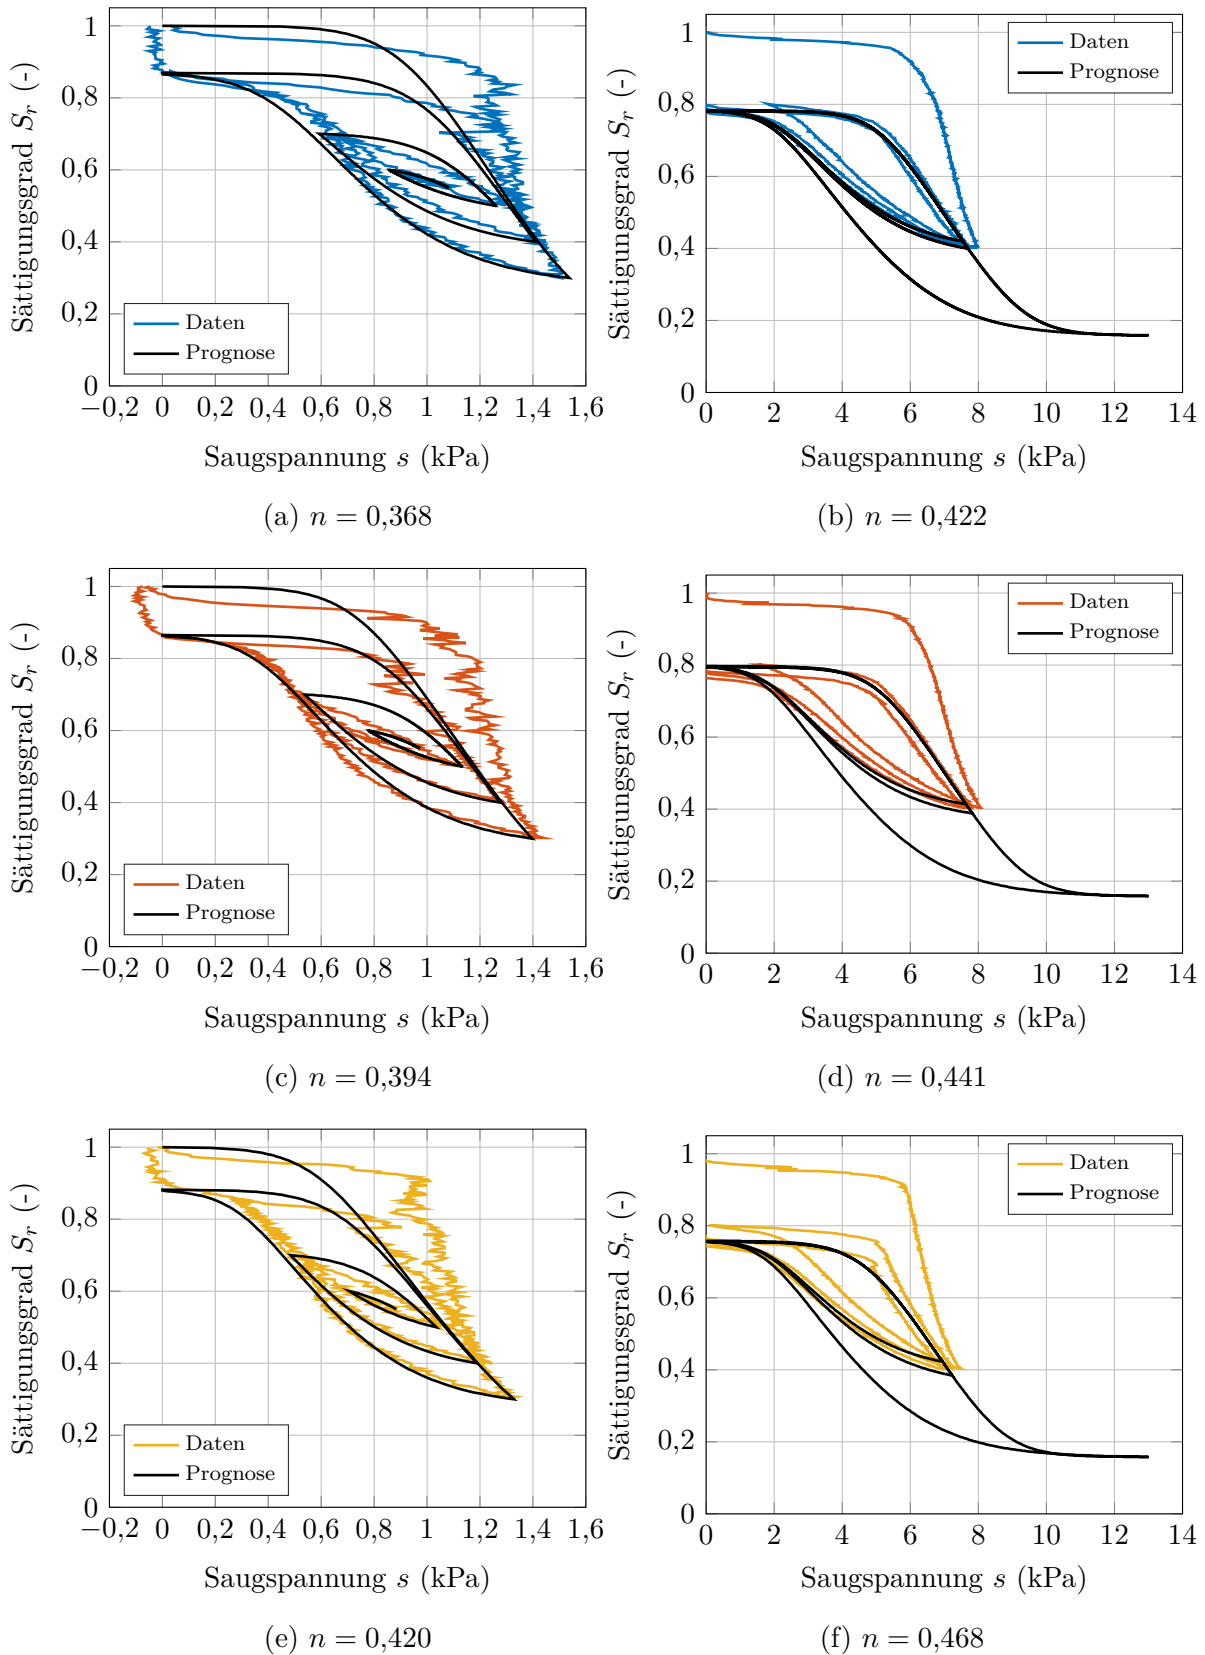 Sättigungsgrad S_r (-)
1
0,8
0,6
0,4
0,2
0
Daten
Prognose
−0,2 0 0,2 0,4 0,6 0,8 1 1,2 1,4 1,6
Saugspannung s (kPa)
(a) n = 0,368
Sättigungsgrad S_r (-)
1
0,8
0,6
0,4
0,2
0
Daten
Prognose
0 2 4 6 8 10 12 14
Saugspannung s (kPa)
(b) n = 0,422
Sättigungsgrad S_r (-)
1
0,8
0,6
0,4
0,2
0
Daten
Prognose
−0,2 0 0,2 0,4 0,6 0,8 1 1,2 1,4 1,6
Saugspannung s (kPa)
(c) n = 0,394
Sättigungsgrad S_r (-)
1
0,8
0,6
0,4
0,2
0
Daten
Prognose
0 2 4 6 8 10 12 14
Saugspannung s (kPa)
(d) n = 0,441
Sättigungsgrad S_r (-)
1
0,8
0,6
0,4
0,2
0
Daten
Prognose
−0,2 0 0,2 0,4 0,6 0,8 1 1,2 1,4 1,6
Saugspannung s (kPa)
(e) n = 0,420
Sättigungsgrad S_r (-)
1
0,8
0,6
0,4
0,2
0
Daten
Prognose
0 2 4 6 8 10 12 14
Saugspannung s (kPa)
(f) n = 0,468